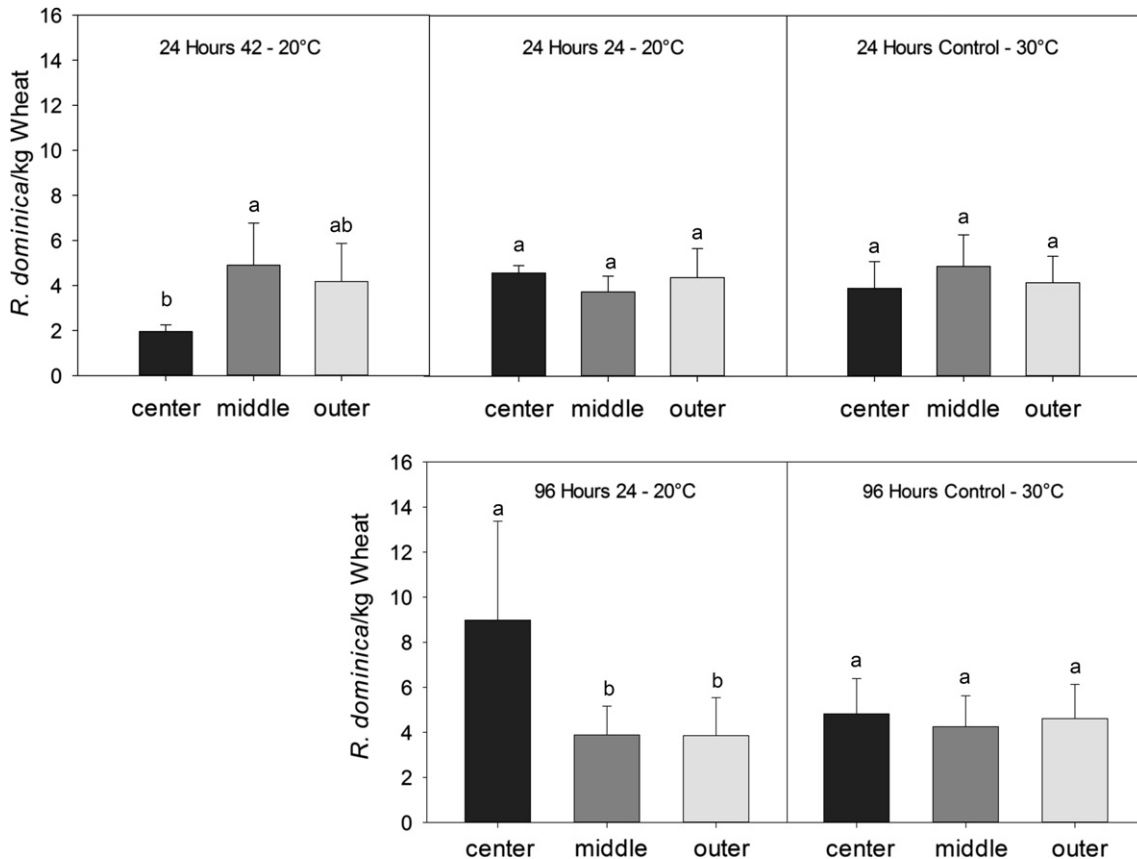 24 Hours 42 - 20°C 24 Hours 24 - 20°C 24 Hours Control - 30°C
R. dominica/kg Wheat
16
14
12
10
8
6
4
2
0
b a ab a a a a a a
center middle outer center middle outer center middle outer
96 Hours 24 - 20°C 96 Hours Control - 30°C
R. dominica/kg Wheat
16
14
12
10
8
6
4
2
0
a b b a a a
center middle outer center middle outer